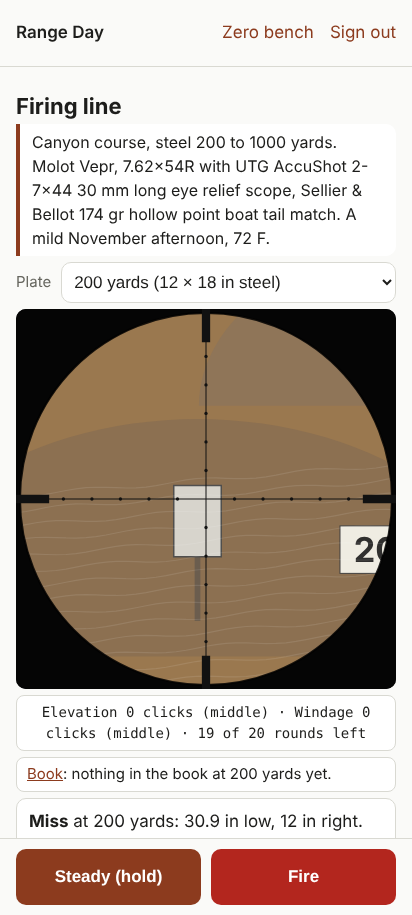 Range Day
Zero bench
Sign out
Firing line
Canyon course, steel 200 to 1000 yards.
Molot Vepr, 7.62×54R with UTG AccuShot 2-
7×44 30 mm long eye relief scope, Sellier &
Bellot 174 gr hollow point boat tail match. A
mild November afternoon, 72 F.
Plate
200 yards (12 × 18 in steel)
Elevation 0 clicks (middle) · Windage 0
clicks (middle) · 19 of 20 rounds left
Book: nothing in the book at 200 yards yet.
Miss at 200 yards: 30.9 in low, 12 in right.
Steady (hold)
Fire